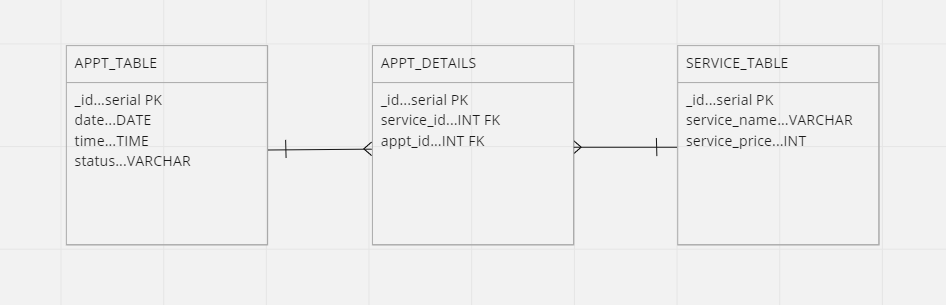 APPT_TABLE
_id...serial PK
date...DATE
time...TIME
status...VARCHAR
APPT_DETAILS
_id...serial PK
service_id...INT FK
appt_id...INT FK
SERVICE_TABLE
_id...serial PK
service_name...VARCHAR
service_price...INT